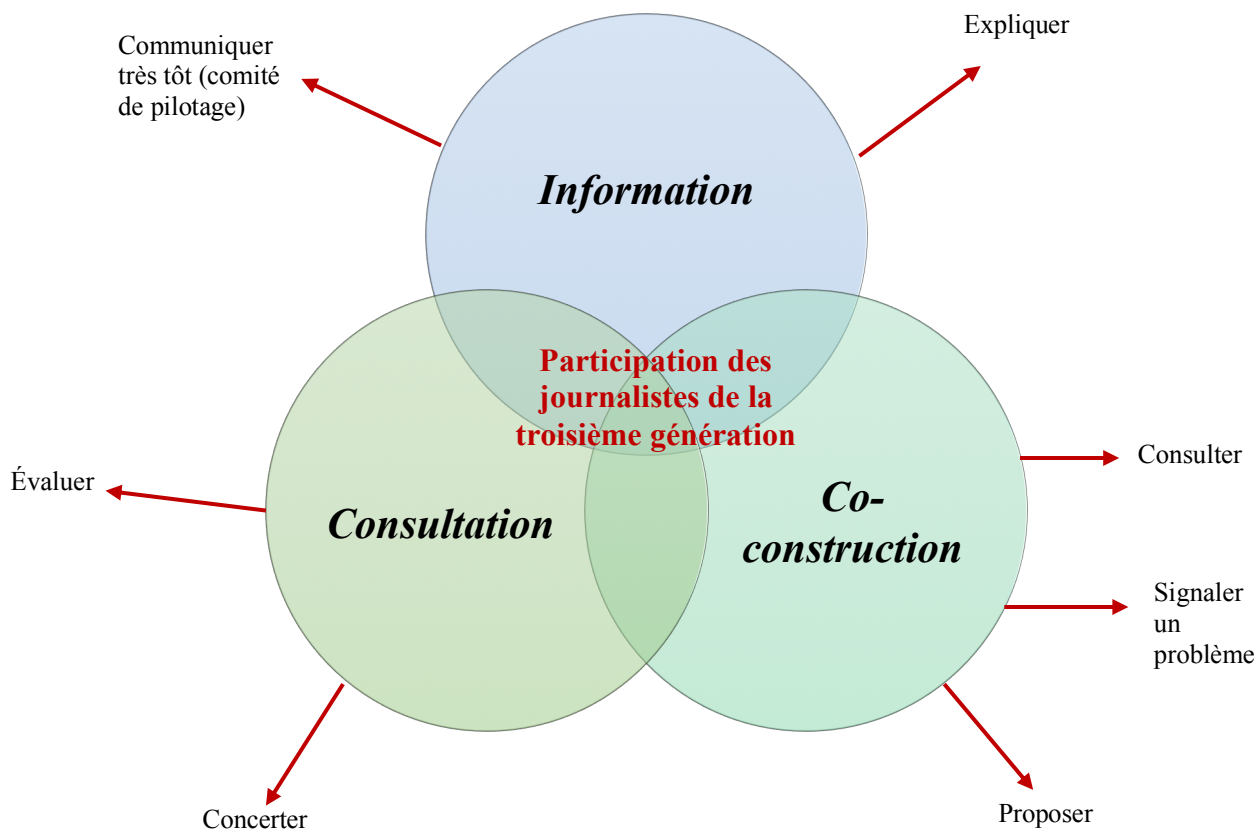 Expliquer
Communiquer
très tôt (comité
de pilotage)
Information
Participation des
journalistes de la
troisième génération
Consulter
Évaluer
Consultation
Co-
construction
Signaler
un
problème
Concerter
Proposer